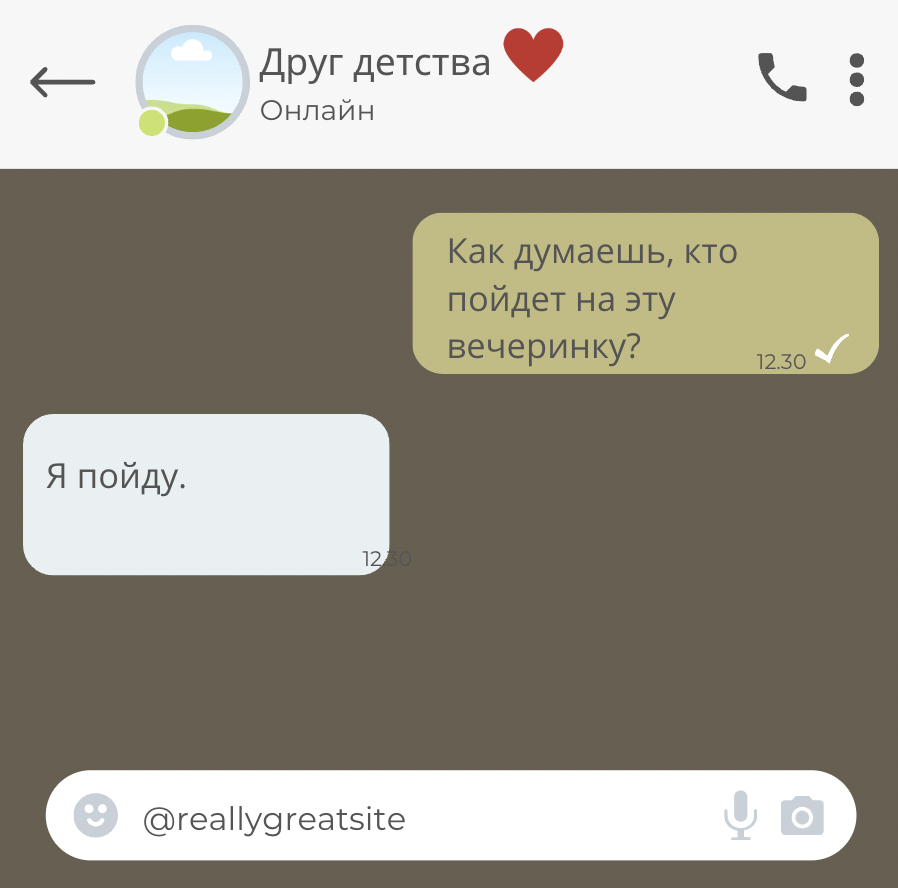 Друг детства
Онлайн
Как думаешь, кто
пойдет на эту
вечеринку?
12.30
Я пойду.
12.30
@reallygreatsite